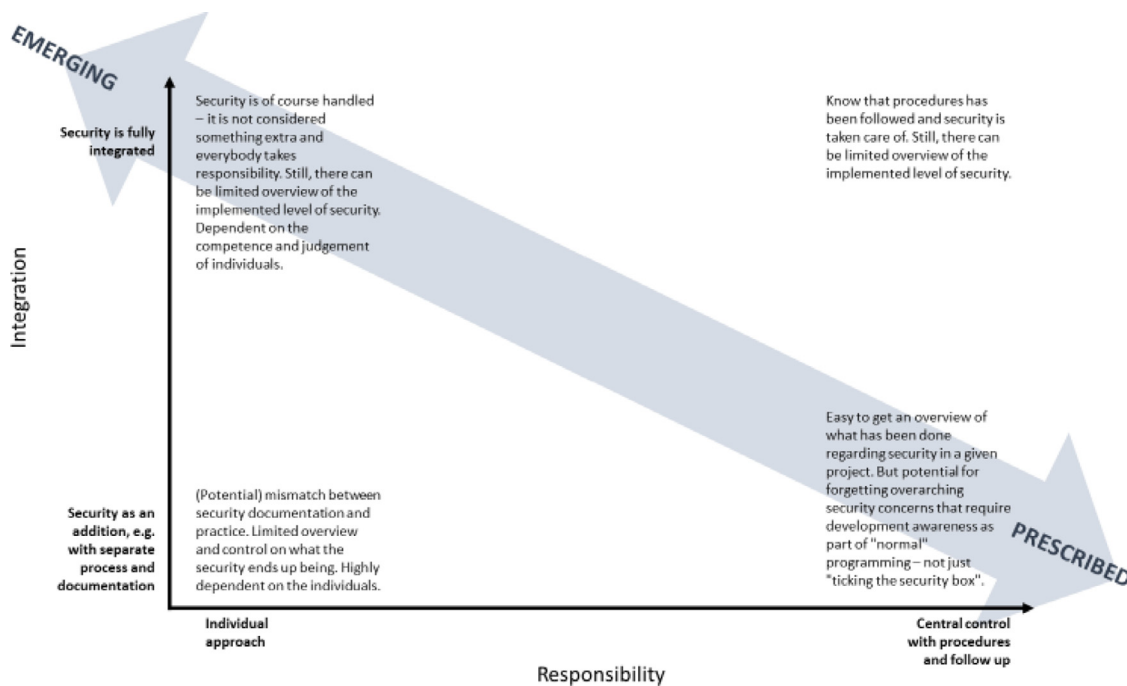 EMERGING
Security is fully
integrated
Security is of course handled
– it is not considered
something extra and
everybody takes
responsibility. Still, there can
be limited overview of the
implemented level of security.
Dependent on the
competence and judgement
of individuals.
Know that procedures has
been followed and security is
taken care of. Still, there can
be limited overview of the
implemented level of security.
Integration
Security as an
addition, e.g.
with separate
process and
documentation
(Potential) mismatch between
security documentation and
practice. Limited overview
and control on what the
security ends up being. Highly
dependent on the individuals.
Easy to get an overview of
what has been done
regarding security in a given
project. But potential for
forgetting overarching
security concerns that require
development awareness as
part of "normal"
programming – not just
"ticking the security box".
PRESCRIBED
Individual
approach
Central control
with procedures
and follow up
Responsibility